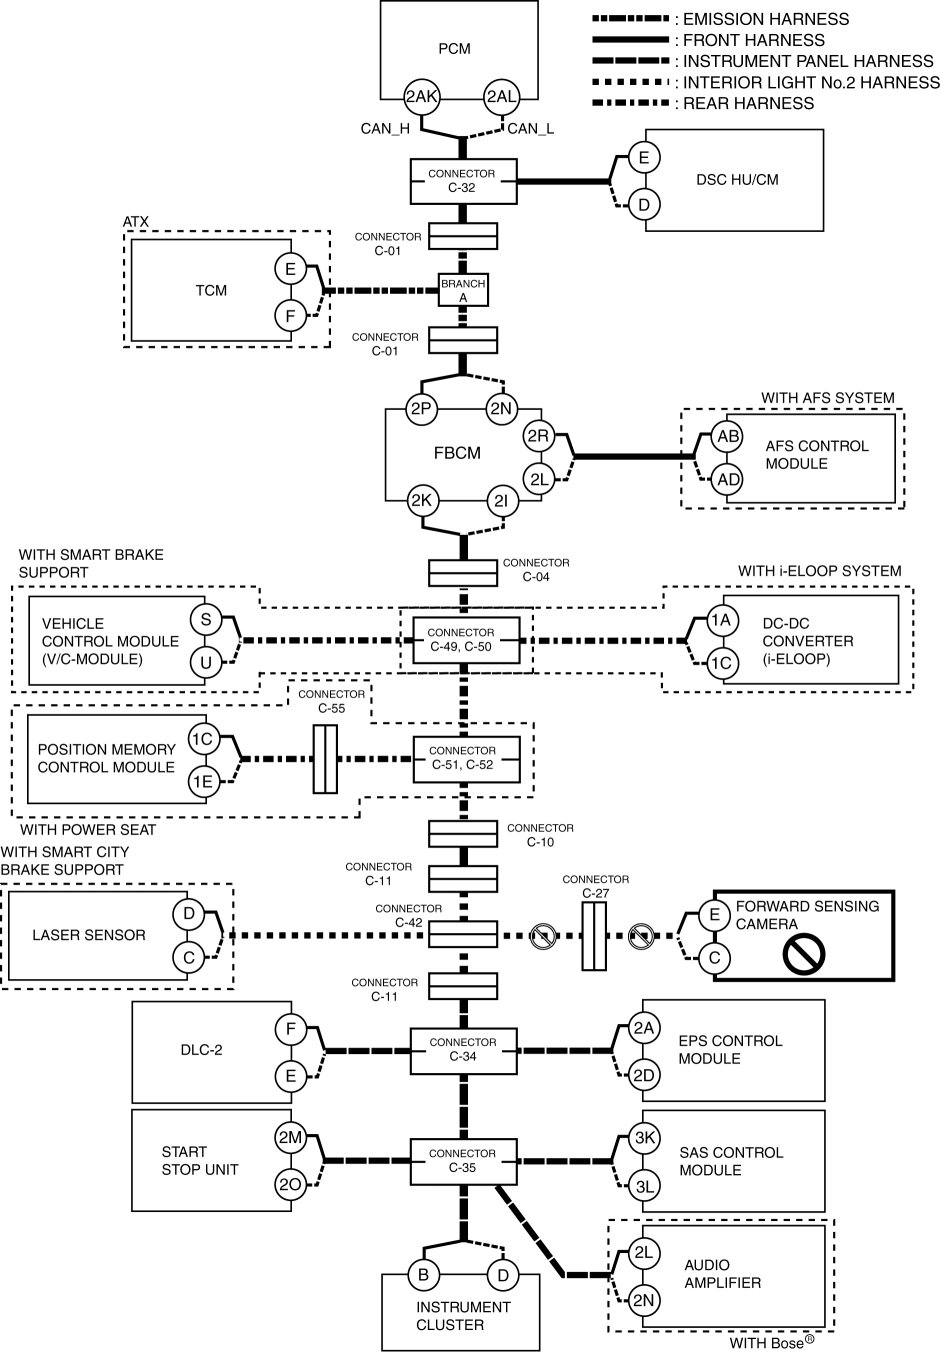 : EMISSION HARNESS
: FRONT HARNESS
: INSTRUMENT PANEL HARNESS
: INTERIOR LIGHT No.2 HARNESS
: REAR HARNESS
PCM
2AK
2AL
CAN_H
CAN_L
CONNECTOR
C-32
E
D
DSC HU/CM
CONNECTOR
C-01
ATX
TCM
E
F
BRANCH
A
CONNECTOR
C-01
2P
2N
FBCM
2R
2L
2K
2I
WITH AFS SYSTEM
AB
AD
AFS CONTROL
MODULE
CONNECTOR
C-04
WITH SMART BRAKE
SUPPORT
VEHICLE
CONTROL MODULE
(V/C-MODULE)
S
U
CONNECTOR
C-49, C-50
WITH i-ELOOP SYSTEM
1A
1C
DC-DC
CONVERTER
(i-ELOOP)
CONNECTOR
C-55
POSITION MEMORY
CONTROL MODULE
1C
1E
CONNECTOR
C-51, C-52
WITH POWER SEAT
CONNECTOR
C-10
WITH SMART CITY
BRAKE SUPPORT
CONNECTOR
C-11
LASER SENSOR
D
C
CONNECTOR
C-42
CONNECTOR
C-27
E
C
FORWARD SENSING
CAMERA
CONNECTOR
C-11
DLC-2
F
E
CONNECTOR
C-34
2A
2D
EPS CONTROL
MODULE
START
STOP UNIT
2M
2O
CONNECTOR
C-35
3K
3L
SAS CONTROL
MODULE
B
D
INSTRUMENT
CLUSTER
2L
2N
AUDIO
AMPLIFIER
WITH Bose®